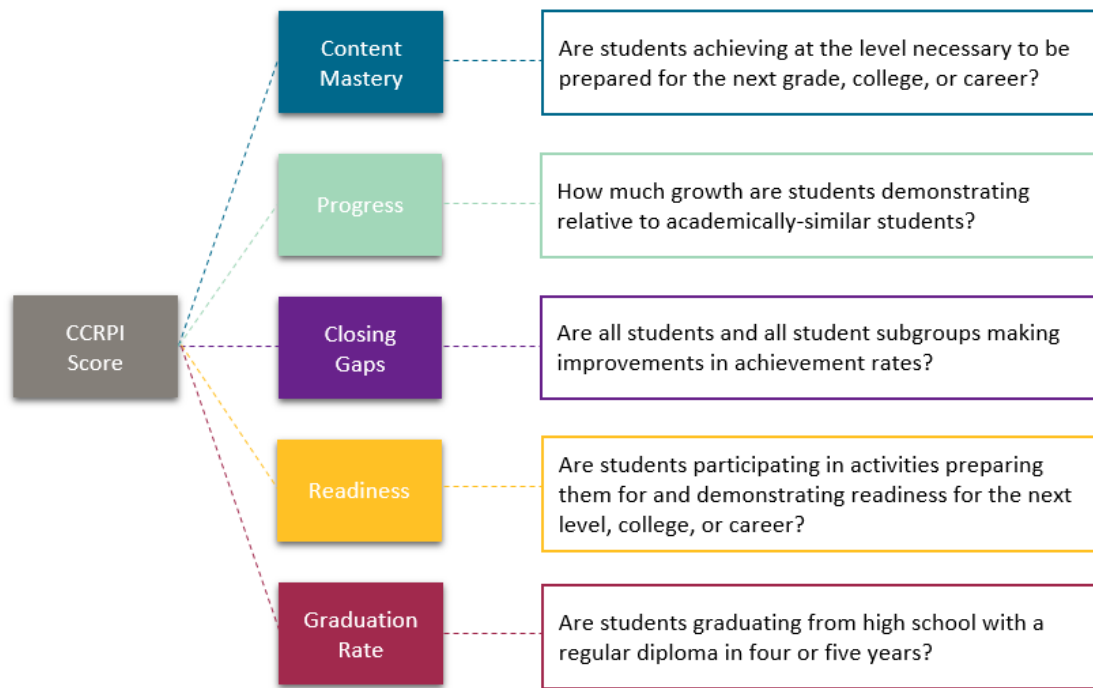 Content
Mastery
Are students achieving at the level necessary to be
prepared for the next grade, college, or career?
Progress
How much growth are students demonstrating
relative to academically-similar students?
CCRPI
Score
Closing
Gaps
Are all students and all student subgroups making
improvements in achievement rates?
Readiness
Are students participating in activities preparing
them for and demonstrating readiness for the next
level, college, or career?
Graduation
Rate
Are students graduating from high school with a
regular diploma in four or five years?